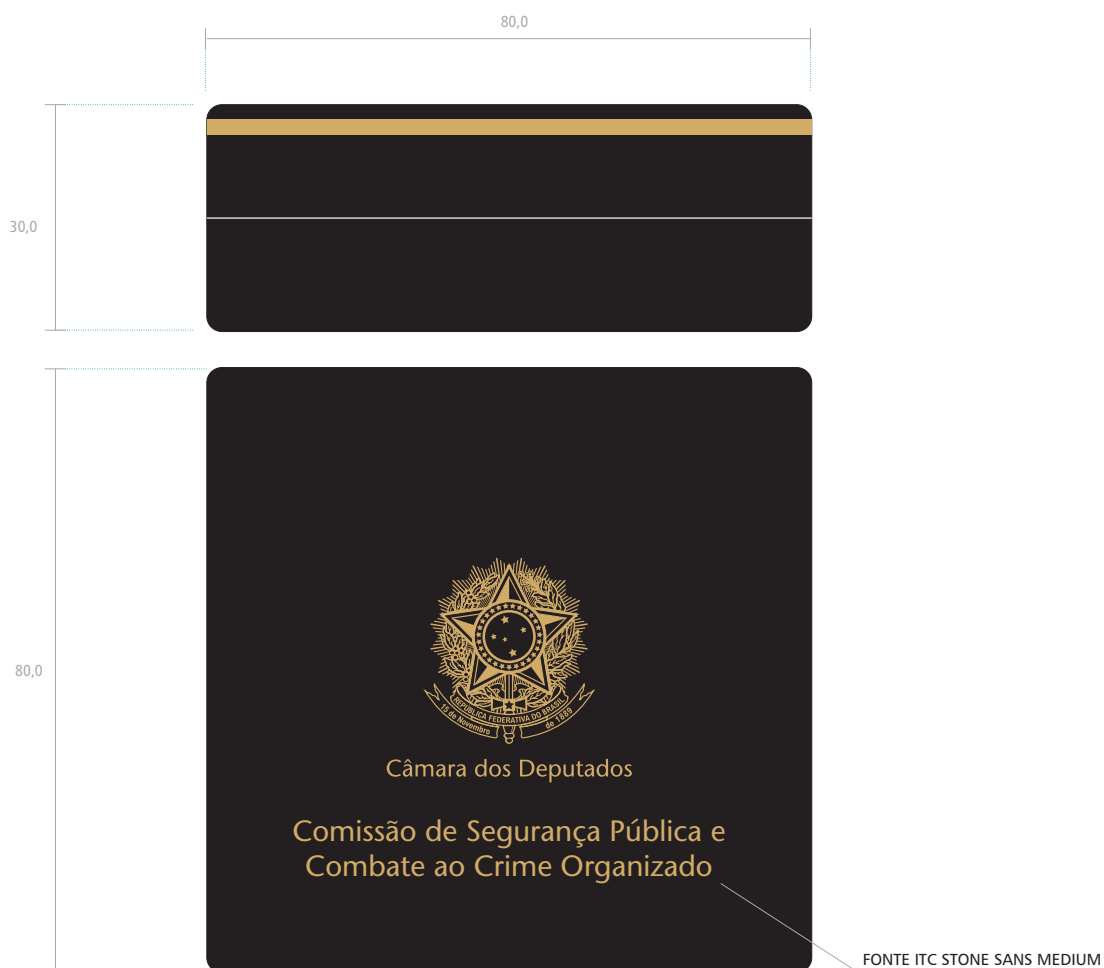 80,0
30,0
80,0
REPÚBLICA FEDERATIVA DO BRASIL
15 de Novembro de 1889
Câmara dos Deputados
Comissão de Segurança Pública e
Combate ao Crime Organizado
FONTE ITC STONE SANS MEDIUM